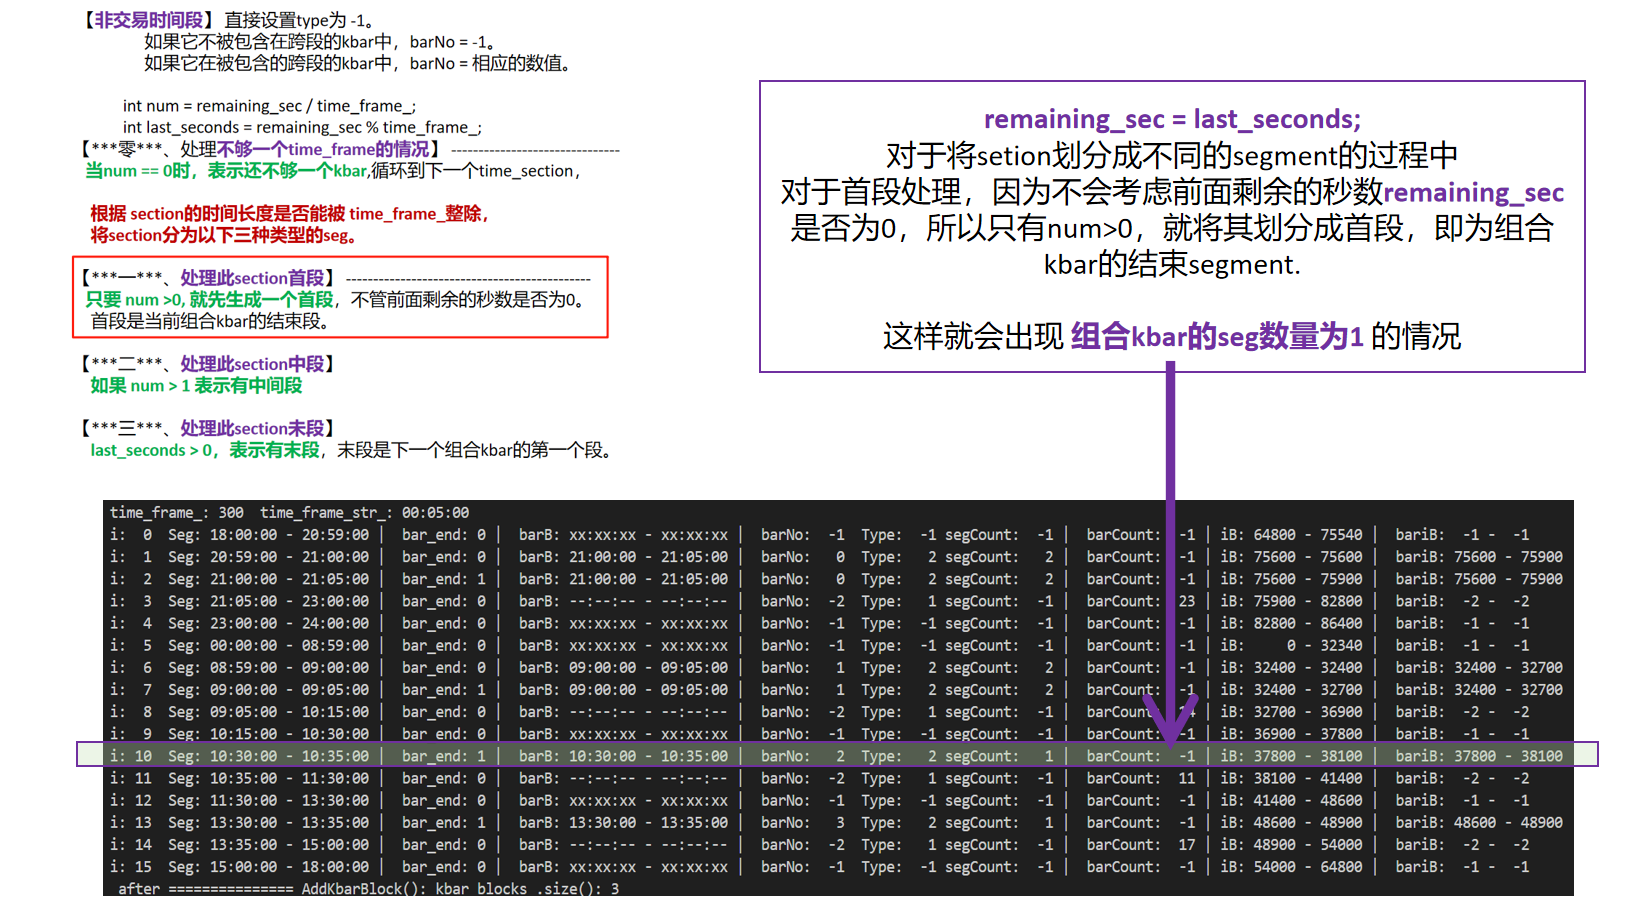 【非交易时间段】 直接设置type为 -1。
如果它不被包含在跨段的kbar中，barNo = -1。
如果它在被包含的跨段的kbar中，barNo = 相应的数值。
int num = remaining_sec / time_frame_;
int last_seconds = remaining_sec % time_frame_;
【***零***、处理不够一个time_frame的情况】 -------------------------------
当num == 0时，表示还不够一个kbar,循环到下一个time_section，
根据 section的时间长度是否能被 time_frame_整除，
将section分为以下三种类型的seg。
【***一***、处理此section首段】 ---------------------------------------------
只要 num >0, 就先生成一个首段，不管前面剩余的秒数是否为0。
首段是当前组合kbar的结束段。
【***二***、处理此section中段】
如果 num > 1 表示有中间段
【***三***、处理此section未段】
last_seconds > 0，表示有末段，末段是下一个组合kbar的第一个段。
remaining_sec = last_seconds;
对于将setion划分成不同的segment的过程中
对于首段处理，因为不会考虑前面剩余的秒数remaining_sec
是否为0，所以只有num>0，就将其划分成首段，即为组合
kbar的结束segment.
这样就会出现 组合kbar的seg数量为1 的情况
time_frame_: 300  time_frame_str_: 00:05:00
i:  0  Seg: 18:00:00 - 20:59:00 |  bar_end: 0 |  barB: xx:xx:xx - xx:xx:xx |  barNo:  -1  Type:  -1 segCount:  -1 |  barCount:  -1 | iB: 64800 - 75540 |  bariB:  -1 -  -1
i:  1  Seg: 20:59:00 - 21:00:00 |  bar_end: 0 |  barB: 21:00:00 - 21:05:00 |  barNo:   0  Type:   2 segCount:   2 |  barCount:  -1 | iB: 75600 - 75600 |  bariB: 75600 - 75900
i:  2  Seg: 21:00:00 - 21:05:00 |  bar_end: 1 |  barB: 21:00:00 - 21:05:00 |  barNo:   0  Type:   2 segCount:   2 |  barCount:  -1 | iB: 75600 - 75900 |  bariB: 75600 - 75900
i:  3  Seg: 21:05:00 - 23:00:00 |  bar_end: 0 |  barB: --:--:-- - --:--:-- |  barNo:  -2  Type:   1 segCount:  -1 |  barCount:  23 | iB: 75900 - 82800 |  bariB:  -2 -  -2
i:  4  Seg: 23:00:00 - 24:00:00 |  bar_end: 0 |  barB: xx:xx:xx - xx:xx:xx |  barNo:  -1  Type:  -1 segCount:  -1 |  barCount:  -1 | iB: 82800 - 86400 |  bariB:  -1 -  -1
i:  5  Seg: 00:00:00 - 08:59:00 |  bar_end: 0 |  barB: xx:xx:xx - xx:xx:xx |  barNo:  -1  Type:  -1 segCount:  -1 |  barCount:  -1 | iB:     0 - 32340 |  bariB:  -1 -  -1
i:  6  Seg: 08:59:00 - 09:00:00 |  bar_end: 0 |  barB: 09:00:00 - 09:05:00 |  barNo:   1  Type:   2 segCount:   2 |  barCount:  -1 | iB: 32400 - 32400 |  bariB: 32400 - 32700
i:  7  Seg: 09:00:00 - 09:05:00 |  bar_end: 1 |  barB: 09:00:00 - 09:05:00 |  barNo:   1  Type:   2 segCount:   2 |  barCount:  -1 | iB: 32400 - 32700 |  bariB: 32400 - 32700
i:  8  Seg: 09:05:00 - 10:15:00 |  bar_end: 0 |  barB: --:--:-- - --:--:-- |  barNo:  -2  Type:   1 segCount:  -1 |  barCount | iB: 32700 - 36900 |  bariB:  -2 -  -2
i:  9  Seg: 10:15:00 - 10:30:00 |  bar_end: 0 |  barB: xx:xx:xx - xx:xx:xx |  barNo:  -1  Type:  -1 segCount:  -1 |  barCount: | iB: 36900 - 37800 |  bariB:  -1 -  -1
i: 10  Seg: 10:30:00 - 10:35:00 |  bar_end: 1 |  barB: 10:30:00 - 10:35:00 |  barNo:   2  Type:   2 segCount:   1 |  barCount:  -1 | iB: 37800 - 38100 |  bariB: 37800 - 38100
i: 11  Seg: 10:35:00 - 11:30:00 |  bar_end: 0 |  barB: --:--:-- - --:--:-- |  barNo:  -2  Type:   1 segCount:  -1 |  barCount:  11 | iB: 38100 - 41400 |  bariB:  -2 -  -2
i: 12  Seg: 11:30:00 - 13:30:00 |  bar_end: 0 |  barB: xx:xx:xx - xx:xx:xx |  barNo:  -1  Type:  -1 segCount:  -1 |  barCount:  -1 | iB: 41400 - 48600 |  bariB:  -1 -  -1
i: 13  Seg: 13:30:00 - 13:35:00 |  bar_end: 1 |  barB: 13:30:00 - 13:35:00 |  barNo:   3  Type:   2 segCount:   1 |  barCount:  -1 | iB: 48600 - 48900 |  bariB: 48600 - 48900
i: 14  Seg: 13:35:00 - 15:00:00 |  bar_end: 0 |  barB: --:--:-- - --:--:-- |  barNo:  -2  Type:   1 segCount:  -1 |  barCount:  17 | iB: 48900 - 54000 |  bariB:  -2 -  -2
i: 15  Seg: 15:00:00 - 18:00:00 |  bar_end: 0 |  barB: xx:xx:xx - xx:xx:xx |  barNo:  -1  Type:  -1 segCount:  -1 |  barCount:  -1 | iB: 54000 - 64800 |  bariB:  -1 -  -1
after =============== AddKbarBlock(): kbar blocks .size(): 3